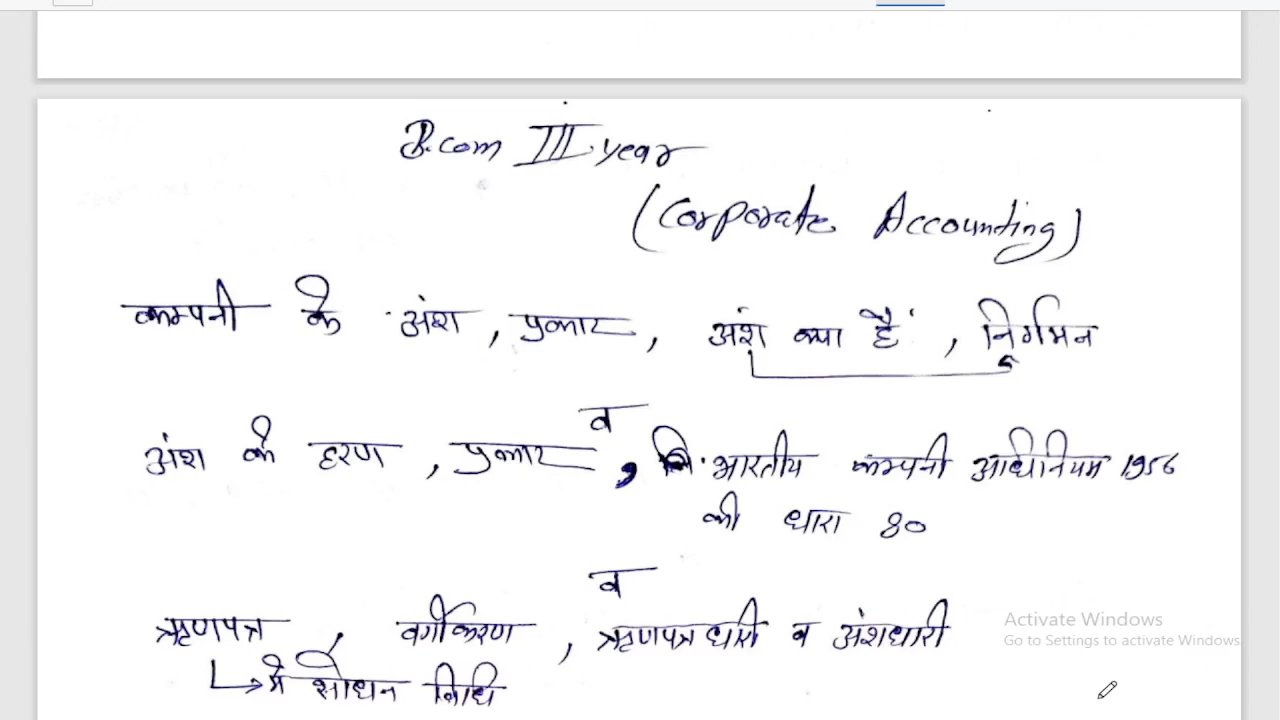 B.com III year
(Corporate Accounting)
कम्पनी के अंश, प्रकार, अंश क्या है, निर्गमन
व
अंश के हरण, प्रकार, भारतीय कम्पनी अधिनियम 1956
की धारा 80
व
ऋणपत्र, वर्गीकरण, ऋणपत्र धारी व अंशधारी
शोधन निधि
Activate Windows
Go to Settings to activate Windows.